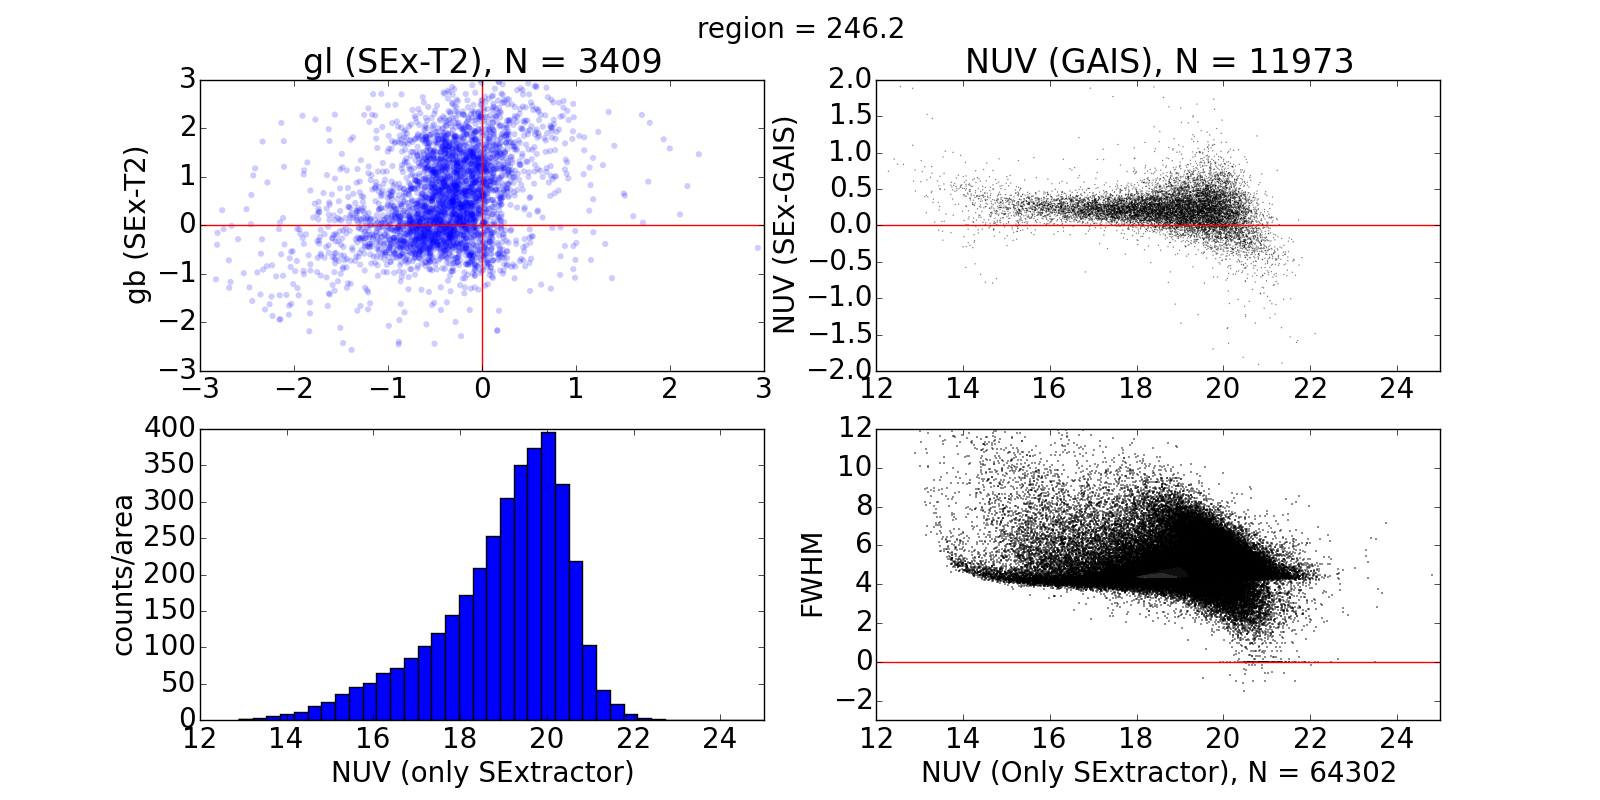 region = 246.2
gl (SEx-T2), N = 3409
NUV (GAIS), N = 11973
3
2
1
0
−1
−2
−3
gb (SEx-T2)
−3 −2 −1 0 1 2 3
2.0
1.5
1.0
0.5
0.0
−0.5
−1.0
−1.5
−2.0
NUV (SEx-GAIS)
12 14 16 18 20 22 24
400
350
300
250
200
150
100
50
0
counts/area
12 14 16 18 20 22 24
NUV (only SExtractor)
12
10
8
6
4
2
0
−2
FWHM
12 14 16 18 20 22 24
NUV (Only SExtractor), N = 64302